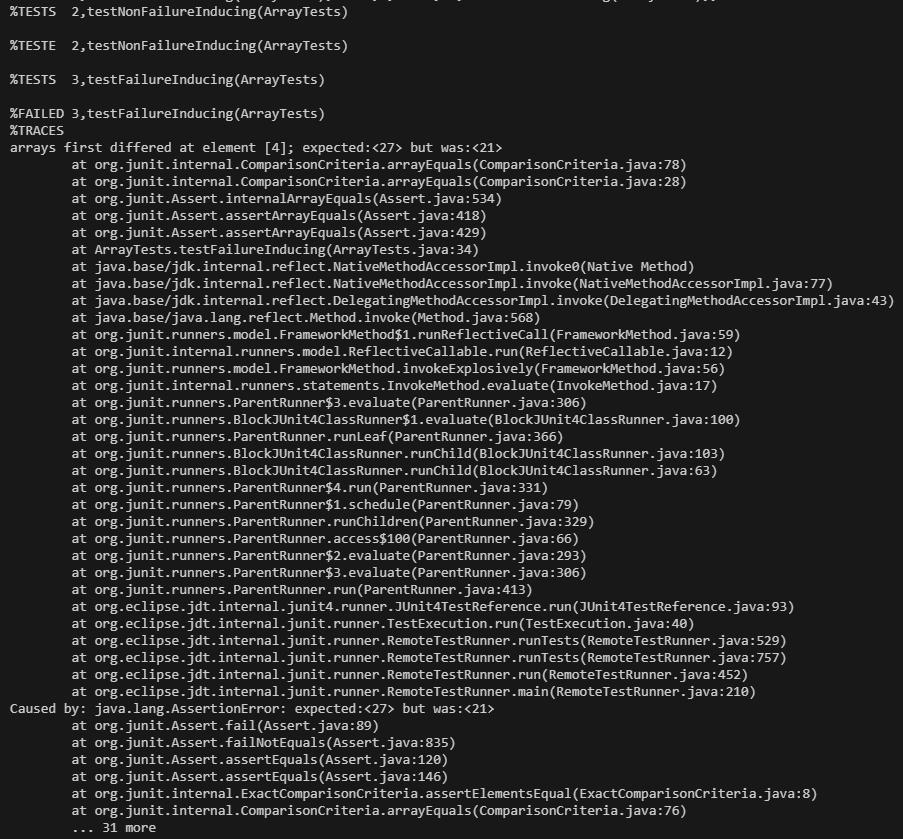 %TESTS  2,testNonFailureInducing(ArrayTests)
%TESTE  2,testNonFailureInducing(ArrayTests)
%TESTS  3,testFailureInducing(ArrayTests)
%FAILED 3,testFailureInducing(ArrayTests)
%TRACES
arrays first differed at element [4]; expected:<27> but was:<21>
        at org.junit.internal.ComparisonCriteria.arrayEquals(ComparisonCriteria.java:78)
        at org.junit.internal.ComparisonCriteria.arrayEquals(ComparisonCriteria.java:28)
        at org.junit.Assert.internalArrayEquals(Assert.java:534)
        at org.junit.Assert.assertArrayEquals(Assert.java:418)
        at org.junit.Assert.assertArrayEquals(Assert.java:429)
        at ArrayTests.testFailureInducing(ArrayTests.java:34)
        at java.base/jdk.internal.reflect.NativeMethodAccessorImpl.invoke0(Native Method)
        at java.base/jdk.internal.reflect.NativeMethodAccessorImpl.invoke(NativeMethodAccessorImpl.java:77)
        at java.base/jdk.internal.reflect.DelegatingMethodAccessorImpl.invoke(DelegatingMethodAccessorImpl.java:43)
        at java.base/java.lang.reflect.Method.invoke(Method.java:568)
        at org.junit.runners.model.FrameworkMethod$1.runReflectiveCall(FrameworkMethod.java:59)
        at org.junit.internal.runners.model.ReflectiveCallable.run(ReflectiveCallable.java:12)
        at org.junit.runners.model.FrameworkMethod.invokeExplosively(FrameworkMethod.java:56)
        at org.junit.internal.runners.statements.InvokeMethod.evaluate(InvokeMethod.java:17)
        at org.junit.runners.ParentRunner$3.evaluate(ParentRunner.java:306)
        at org.junit.runners.BlockJUnit4ClassRunner$1.evaluate(BlockJUnit4ClassRunner.java:100)
        at org.junit.runners.ParentRunner.runLeaf(ParentRunner.java:366)
        at org.junit.runners.BlockJUnit4ClassRunner.runChild(BlockJUnit4ClassRunner.java:103)
        at org.junit.runners.BlockJUnit4ClassRunner.runChild(BlockJUnit4ClassRunner.java:63)
        at org.junit.runners.ParentRunner$4.run(ParentRunner.java:331)
        at org.junit.runners.ParentRunner$1.schedule(ParentRunner.java:79)
        at org.junit.runners.ParentRunner.runChildren(ParentRunner.java:329)
        at org.junit.runners.ParentRunner.access$100(ParentRunner.java:66)
        at org.junit.runners.ParentRunner$2.evaluate(ParentRunner.java:293)
        at org.junit.runners.ParentRunner$3.evaluate(ParentRunner.java:306)
        at org.junit.runners.ParentRunner.run(ParentRunner.java:413)
        at org.eclipse.jdt.internal.junit4.runner.JUnit4TestReference.run(JUnit4TestReference.java:93)
        at org.eclipse.jdt.internal.junit.runner.TestExecution.run(TestExecution.java:40)
        at org.eclipse.jdt.internal.junit.runner.RemoteTestRunner.runTests(RemoteTestRunner.java:529)
        at org.eclipse.jdt.internal.junit.runner.RemoteTestRunner.runTests(RemoteTestRunner.java:757)
        at org.eclipse.jdt.internal.junit.runner.RemoteTestRunner.run(RemoteTestRunner.java:452)
        at org.eclipse.jdt.internal.junit.runner.RemoteTestRunner.main(RemoteTestRunner.java:210)
Caused by: java.lang.AssertionError: expected:<27> but was:<21>
        at org.junit.Assert.fail(Assert.java:89)
        at org.junit.Assert.failNotEquals(Assert.java:835)
        at org.junit.Assert.assertEquals(Assert.java:120)
        at org.junit.Assert.assertEquals(Assert.java:146)
        at org.junit.internal.ExactComparisonCriteria.assertElementsEqual(ExactComparisonCriteria.java:8)
        at org.junit.internal.ComparisonCriteria.arrayEquals(ComparisonCriteria.java:76)
        ... 31 more